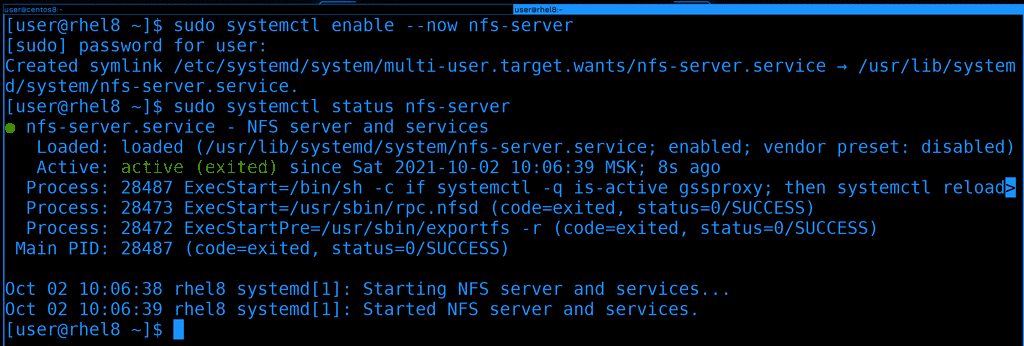 user@centos8:~ user@rhel8:~
[user@rhel8 ~]$ sudo systemctl enable --now nfs-server
[sudo] password for user:
Created symlink /etc/systemd/system/multi-user.target.wants/nfs-server.service → /usr/lib/system
d/system/nfs-server.service.
[user@rhel8 ~]$ sudo systemctl status nfs-server
● nfs-server.service - NFS server and services
Loaded: loaded (/usr/lib/systemd/system/nfs-server.service; enabled; vendor preset: disabled)
Active: active (exited) since Sat 2021-10-02 10:06:39 MSK; 8s ago
Process: 28487 ExecStart=/bin/sh -c if systemctl -q is-active gssproxy; then systemctl reload>
Process: 28473 ExecStart=/usr/sbin/rpc.nfsd (code=exited, status=0/SUCCESS)
Process: 28472 ExecStartPre=/usr/sbin/exportfs -r (code=exited, status=0/SUCCESS)
Main PID: 28487 (code=exited, status=0/SUCCESS)
Oct 02 10:06:38 rhel8 systemd[1]: Starting NFS server and services...
Oct 02 10:06:39 rhel8 systemd[1]: Started NFS server and services.
[user@rhel8 ~]$